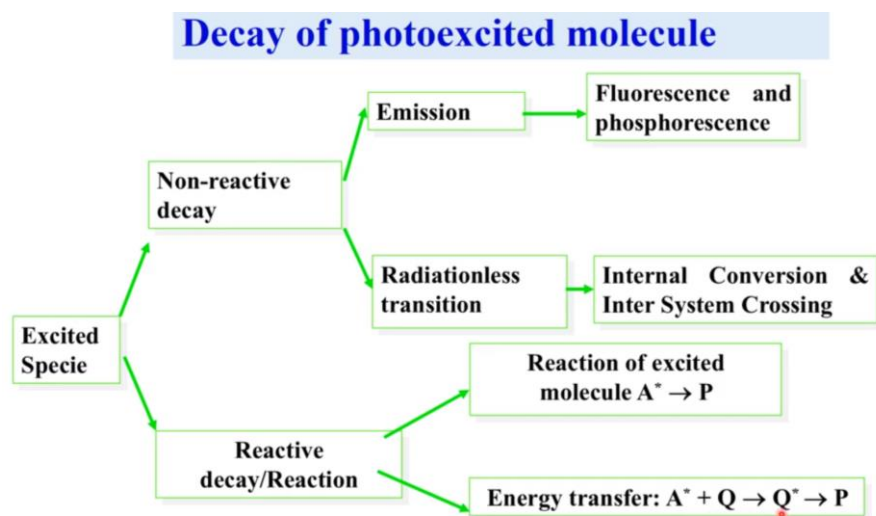 Decay of photoexcited molecule
Emission
Fluorescence and
phosphorescence
Non-reactive
decay
Radiationless
transition
Internal Conversion &
Inter System Crossing
Excited
Specie
Reaction of excited
molecule A* → P
Reactive
decay/Reaction
Energy transfer: A* + Q → Q* → P